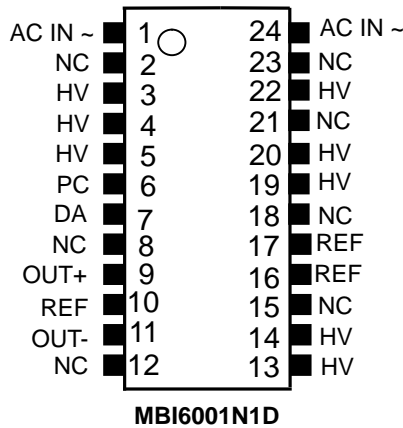 AC IN ~ 1 24 AC IN ~
NC 2 23 NC
HV 3 22 HV
HV 4 21 NC
HV 5 20 HV
PC 6 19 HV
DA 7 18 NC
NC 8 17 REF
OUT+ 9 16 REF
REF 10 15 NC
OUT- 11 14 HV
NC 12 13 HV
MBI6001N1D